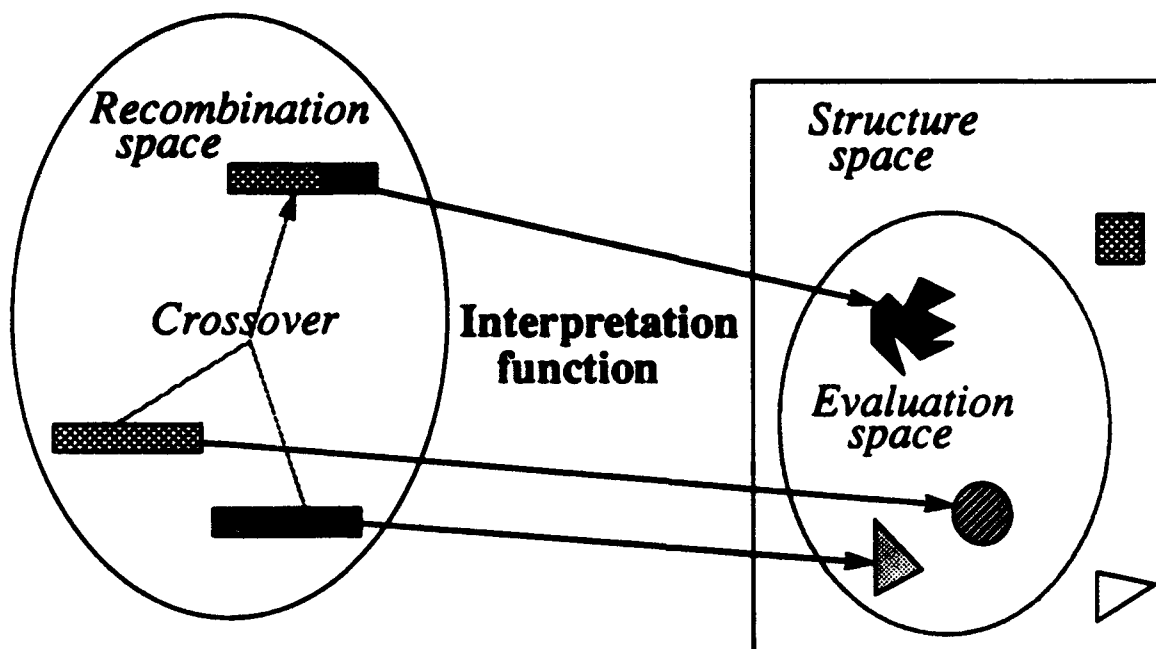 Recombination
space
Structure
space
Crossover
Interpretation
function
Evaluation
space